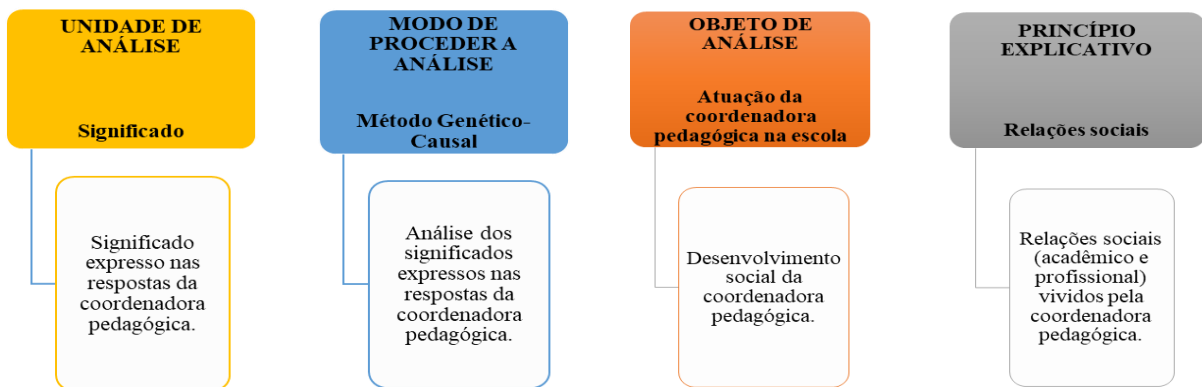 UNIDADE DE
ANÁLISE
Significado
Significado
expresso nas
respostas da
coordenadora
pedagógica.
MODO DE
PROCEDER A
ANÁLISE
Método Genético-
Causal
Análise dos
significados
expressos nas
respostas da
coordenadora
pedagógica.
OBJETO DE
ANÁLISE
Atuação da
coordenadora
pedagógica na escola
Desenvolvimento
social da
coordenadora
pedagógica.
PRINCÍPIO
EXPLICATIVO
Relações sociais
Relações sociais
(acadêmico e
profissional)
vividos pela
coordenadora
pedagógica.